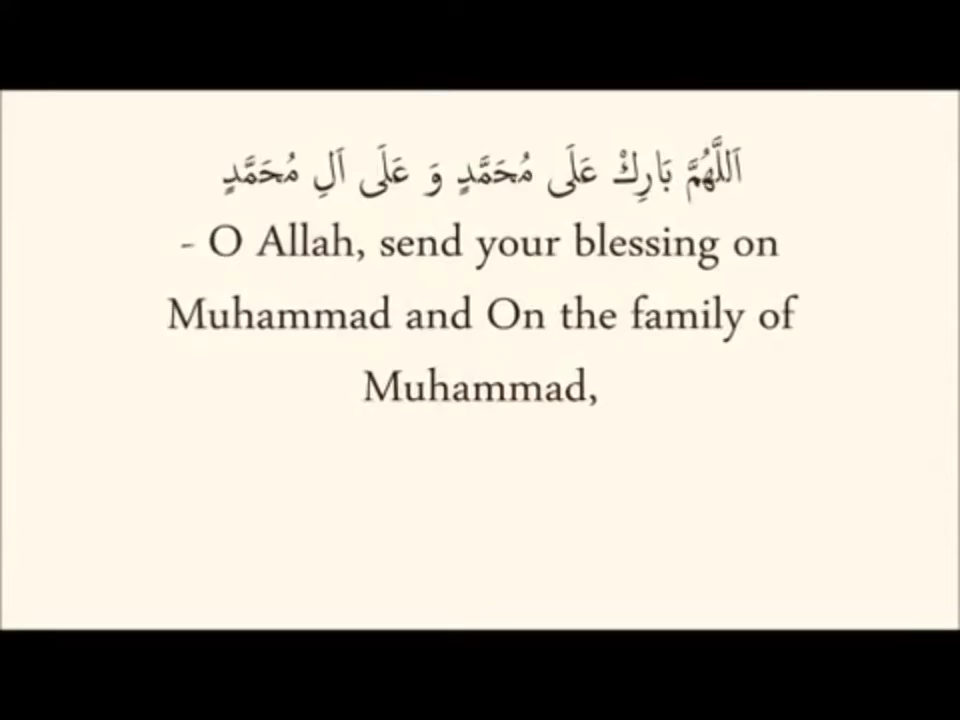 اَللَّهُمَّ بَارِكْ عَلَى مُحَمَّدٍ وَ عَلَى اَلِ مُحَمَّدٍ
- O Allah, send your blessing on
Muhammad and On the family of
Muhammad,